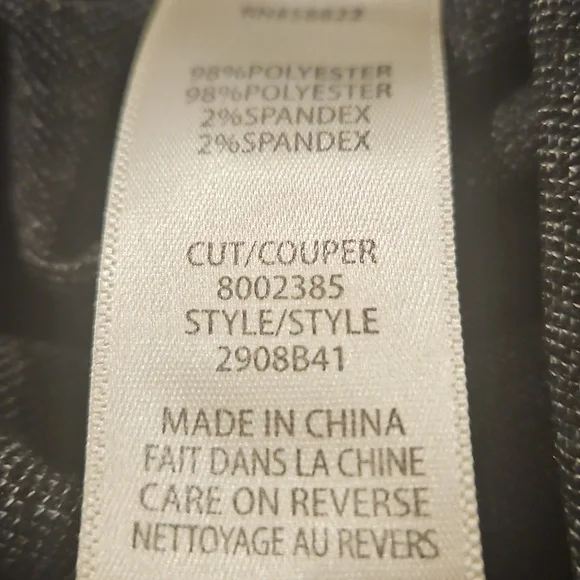 98%POLYESTER
98%POLYESTER
2%SPANDEX
2%SPANDEX
CUT/COUPER
8002385
STYLE/STYLE
2908B41
MADE IN CHINA
FAIT DANS LA CHINE
CARE ON REVERSE
NETTOYAGE AU REVERS